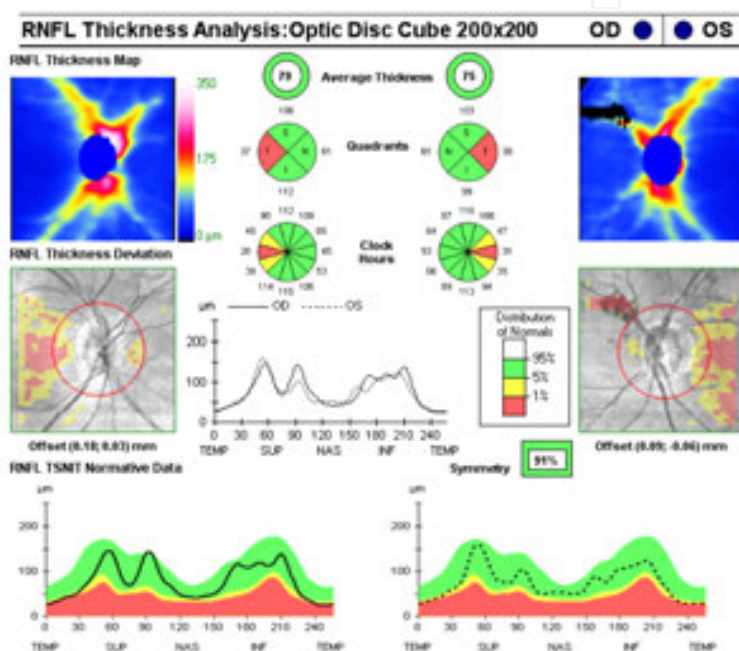 RNFL Thickness Analysis:Optic Disc Cube 200x200 OD OS
RNFL Thickness Map
350
175
0 µm
79 Average Thickness 75
106 103
Quadrants
S S
37 T N 61 61 N T
I I
112 99
112
Clock
Hours
RNFL Thickness Deviation
µm OD OS
200
100
0
0 30 60 90 120 150 180 210 240
TEMP SUP NAS INF TEMP
Distribution
of Normals
95%
5%
1%
Offset (0.18; 0.03) mm
Offset (0.09; -0.06) mm
RNFL TSNIT Normative Data
Symmetry 91%
µm
200
100
0
0 30 60 90 120 150 180 210 240
TEMP SUP NAS INF TEMP
µm
200
100
0
0 30 60 90 120 150 180 210 240
TEMP SUP NAS INF TEMP